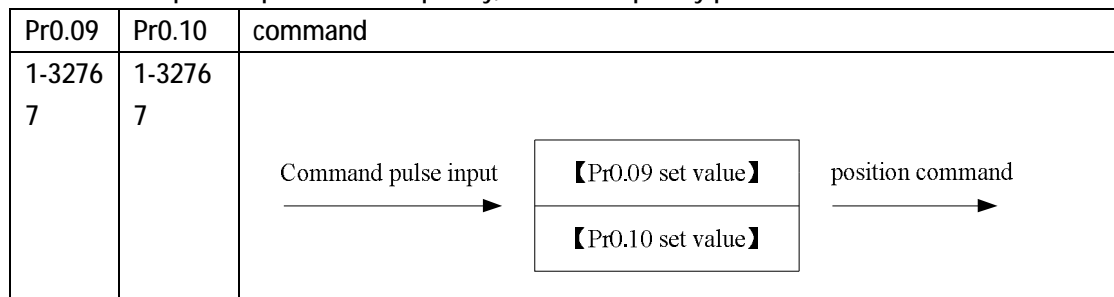 Pr0.09 Pr0.10 command
1-3276 1-3276
7 7
Command pulse input 【Pr0.09 set value】 position command
【Pr0.10 set value】